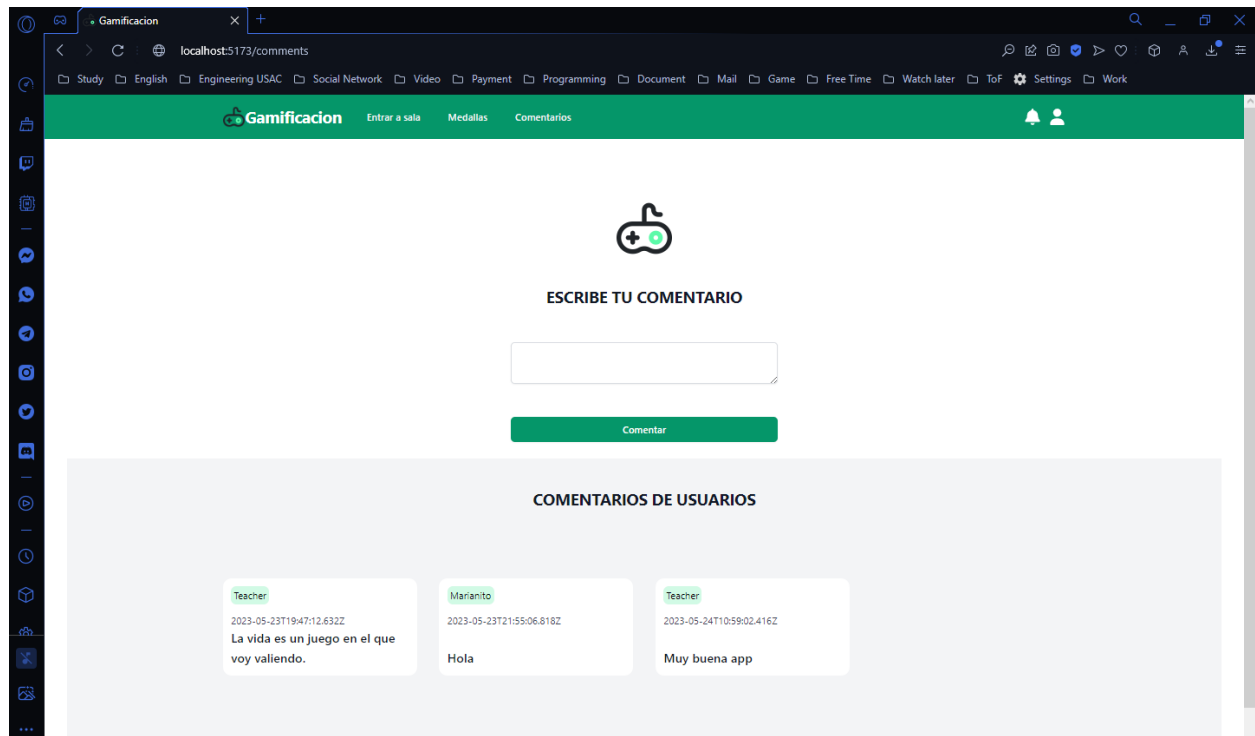 Gamificacion
localhost:5173/comments
Study English Engineering USAC Social Network Video Payment Programming Document Mail Game Free Time Watch later ToF Settings Work
Gamificacion Entrar a sala Medallas Comentarios
ESCRIBE TU COMENTARIO
Comentar
COMENTARIOS DE USUARIOS
Teacher
2023-05-23T19:47:12.632Z
La vida es un juego en el que
voy valiendo.
Marianito
2023-05-23T21:55:06.818Z
Hola
Teacher
2023-05-24T10:59:02.416Z
Muy buena app